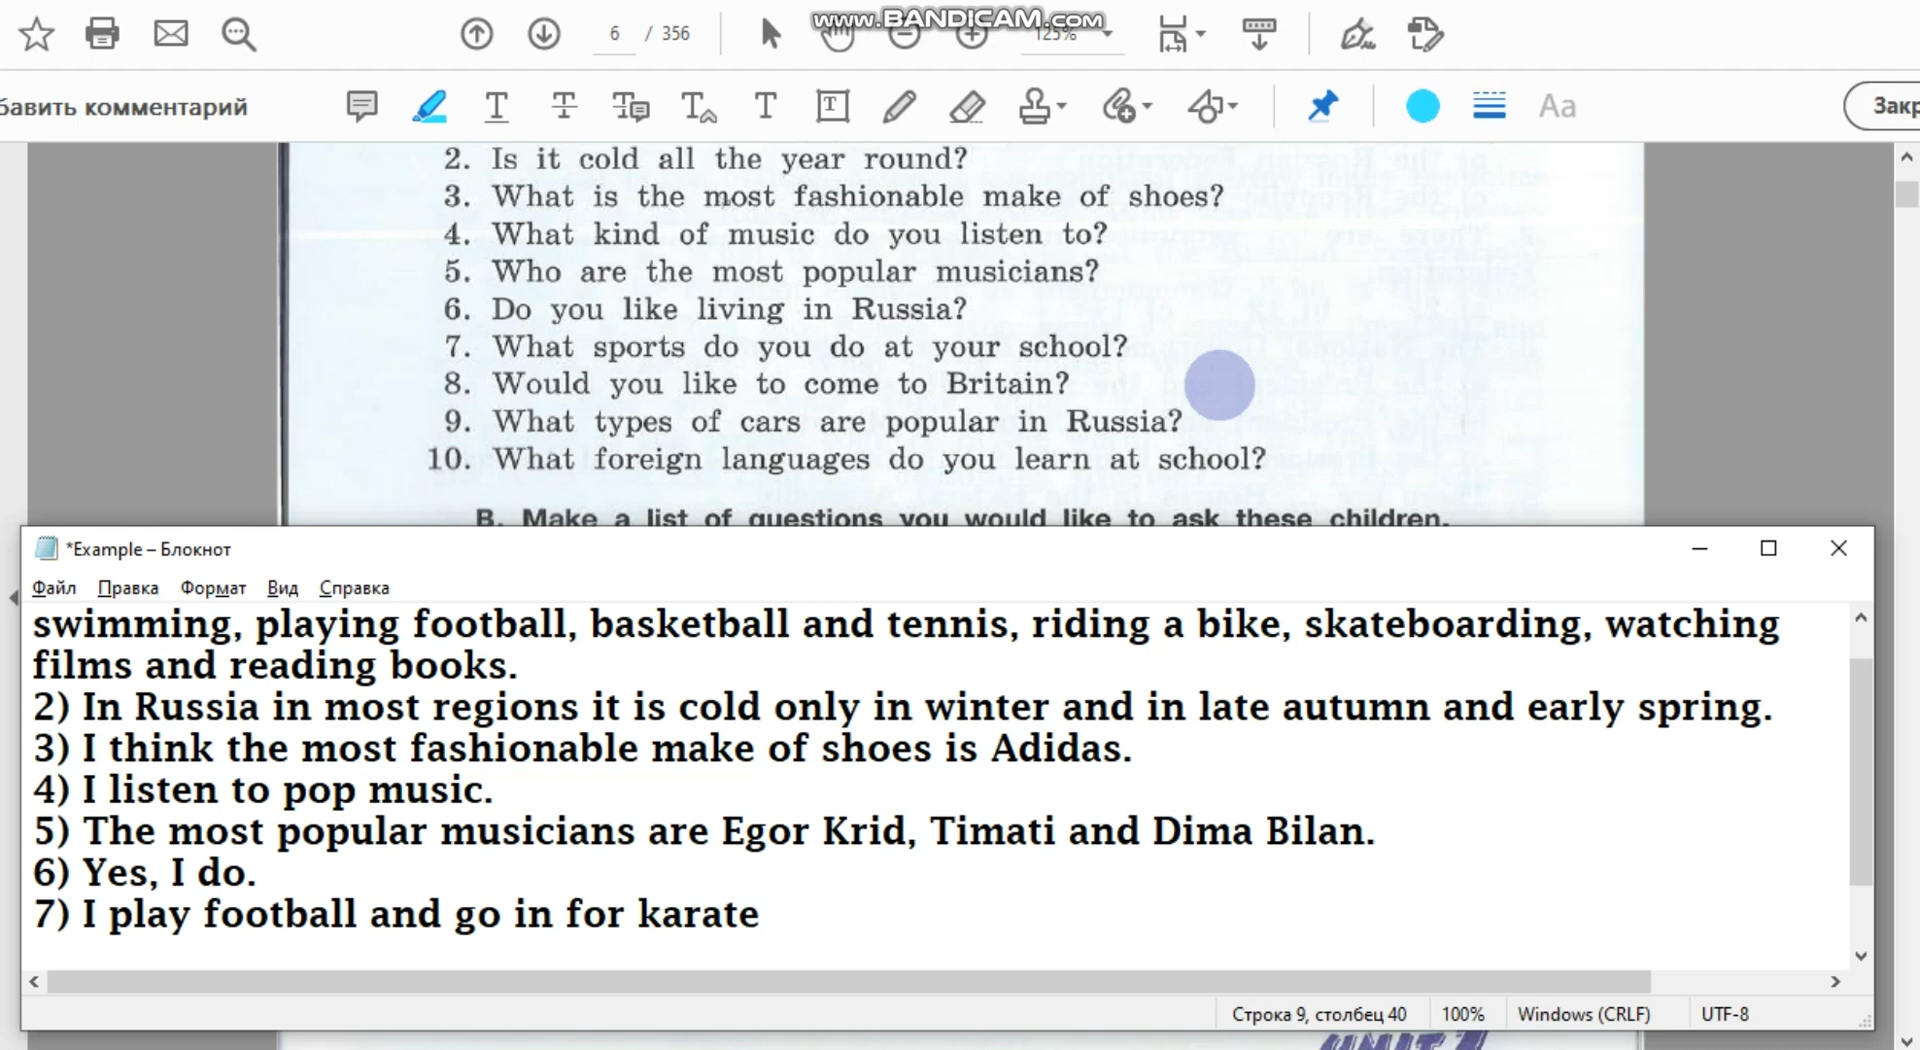 www.BANDICAM.com
6 / 356
125%
бавить комментарий
Aa
Закр
2. Is it cold all the year round?
3. What is the most fashionable make of shoes?
4. What kind of music do you listen to?
5. Who are the most popular musicians?
6. Do you like living in Russia?
7. What sports do you do at your school?
8. Would you like to come to Britain?
9. What types of cars are popular in Russia?
10. What foreign languages do you learn at school?
B. Make a list of questions you would like to ask these children.
*Example – Блокнот
Файл Правка Формат Вид Справка
swimming, playing football, basketball and tennis, riding a bike, skateboarding, watching
films and reading books.
2) In Russia in most regions it is cold only in winter and in late autumn and early spring.
3) I think the most fashionable make of shoes is Adidas.
4) I listen to pop music.
5) The most popular musicians are Egor Krid, Timati and Dima Bilan.
6) Yes, I do.
7) I play football and go in for karate
Строка 9, столбец 40 100% Windows (CRLF) UTF-8